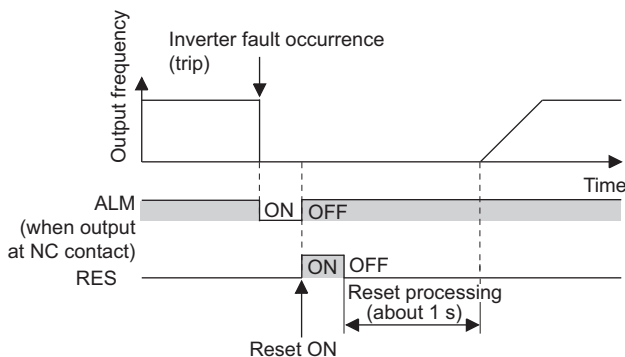 Inverter fault occurrence
(trip)
Output frequency
Time
ALM
(when output
at NC contact)
ON OFF
RES
ON OFF
Reset processing
(about 1 s)
Reset ON